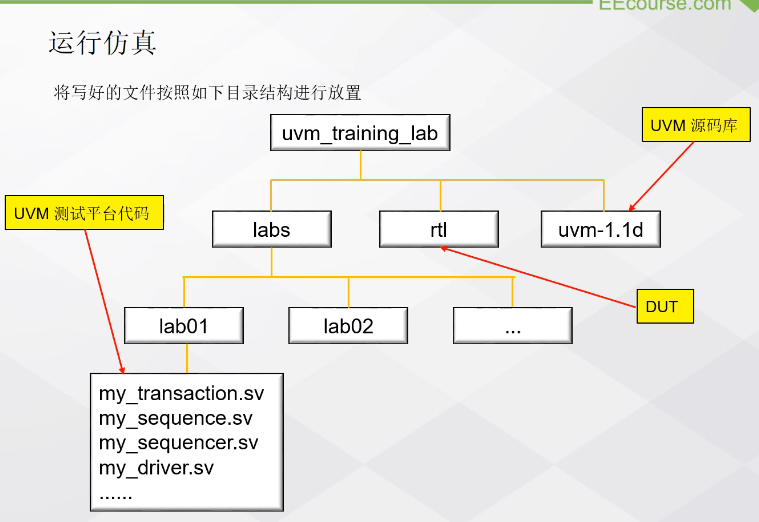 EEcourse.com
运行仿真
将写好的文件按照如下目录结构进行放置
uvm_training_lab
UVM 源码库
UVM 测试平台代码
labs
rtl
uvm-1.1d
DUT
lab01
lab02
...
my_transaction.sv
my_sequence.sv
my_sequencer.sv
my_driver.sv
......